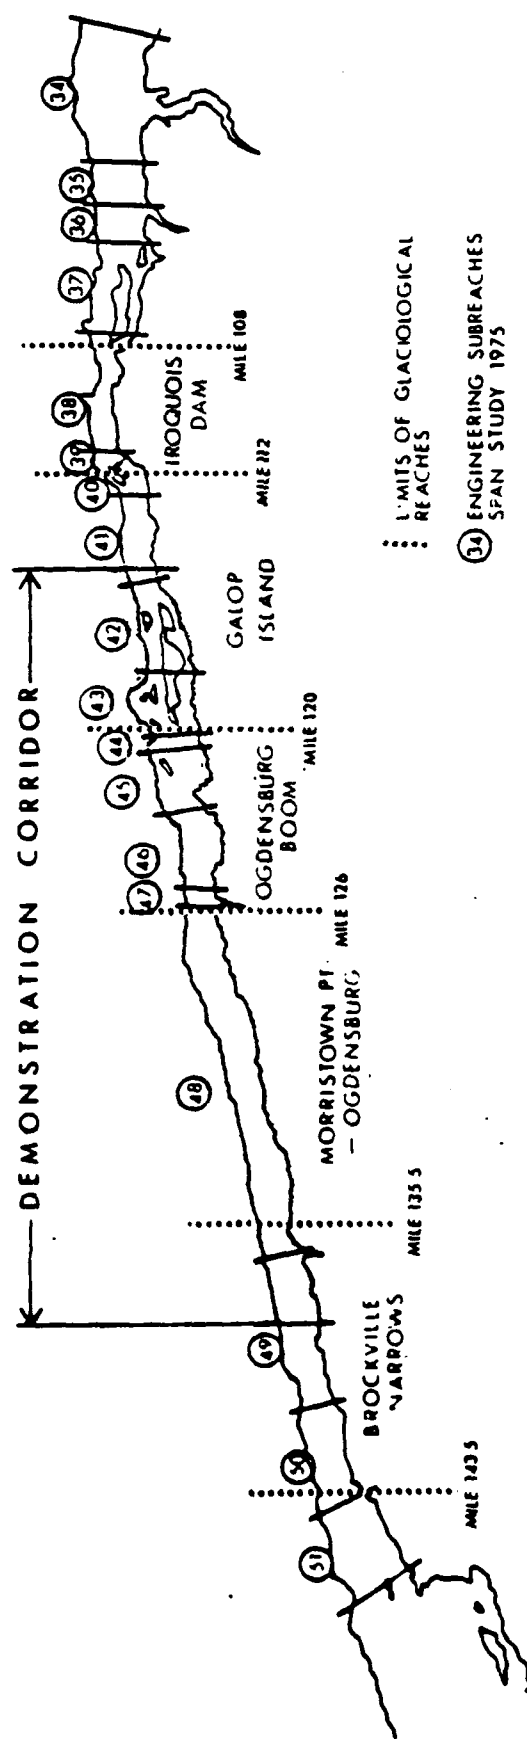 DEMONSTRATION CORRIDOR
51
50
49
48
47
46
45
44
43
42
41
40
39
38
37
36
35
34
MILE 143.5
BROCKVILLE
NARROWS
MILE 135.5
MORRISTOWN PT.
– OGDENSBURG
MILE 126
OGDENSBURG
BOOM
MILE 120
GALOP
ISLAND
MILE 112
IROQUOIS
DAM
MILE 108
LIMITS OF GLACIOLOGICAL
REACHES
34 ENGINEERING SUBREACHES
SPAN STUDY 1975